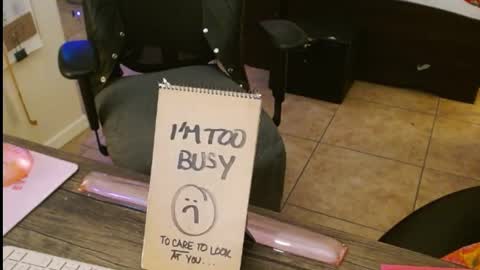 I'M TOO
BUSY
TO CARE TO LOOK
AT YOU...